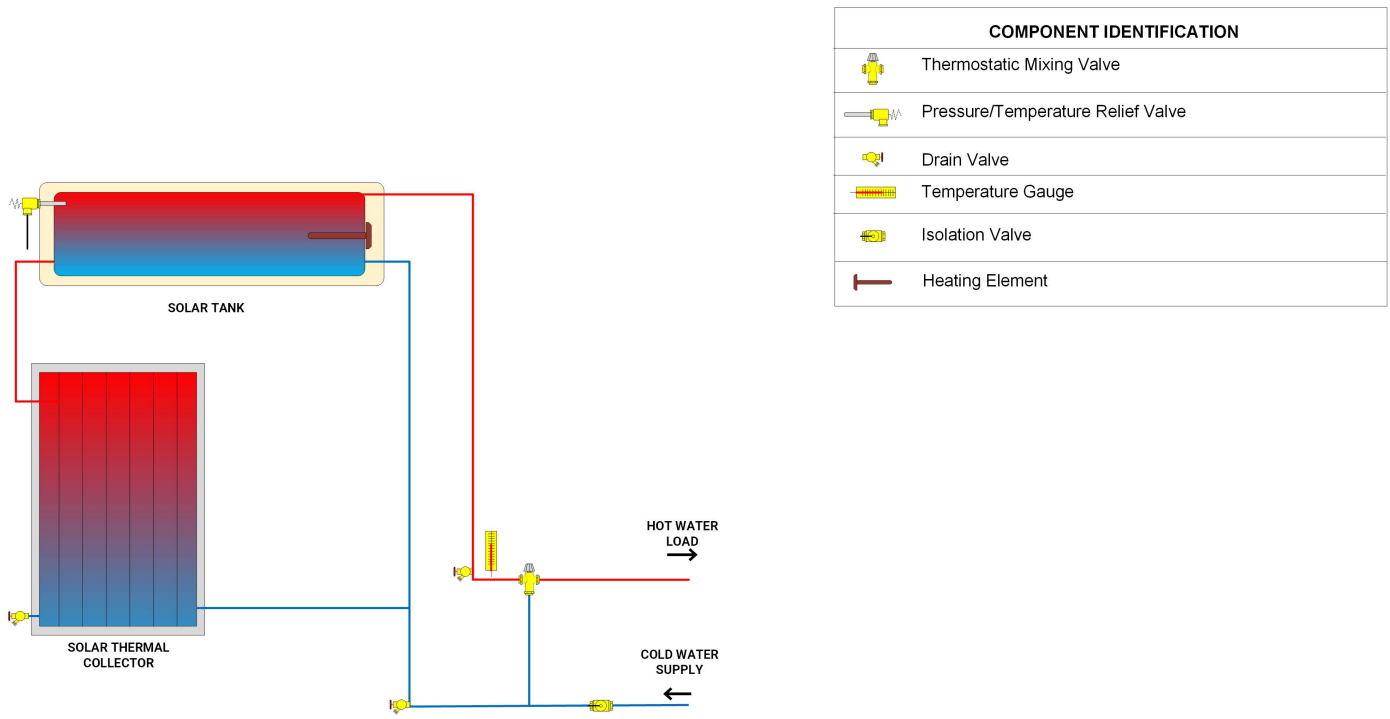 COMPONENT IDENTIFICATION
Thermostatic Mixing Valve
Pressure/Temperature Relief Valve
Drain Valve
Temperature Gauge
Isolation Valve
Heating Element
SOLAR TANK
HOT WATER
LOAD
SOLAR THERMAL
COLLECTOR
COLD WATER
SUPPLY